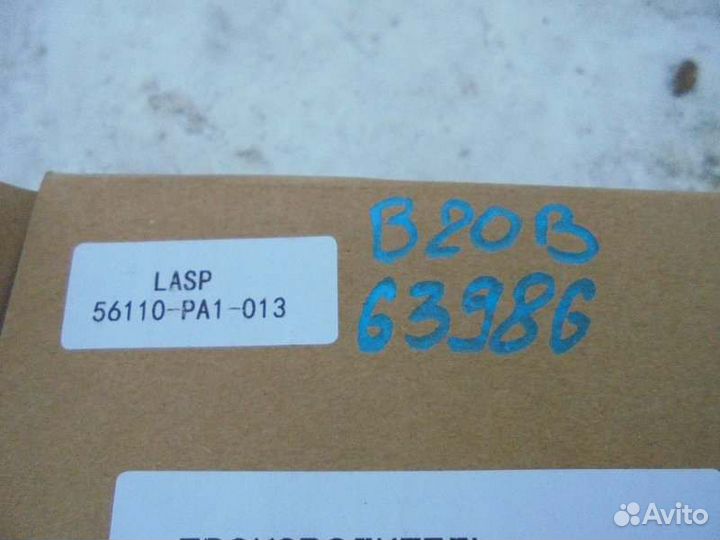 B20B
63986
LASP
56110-PA1-013
Avito